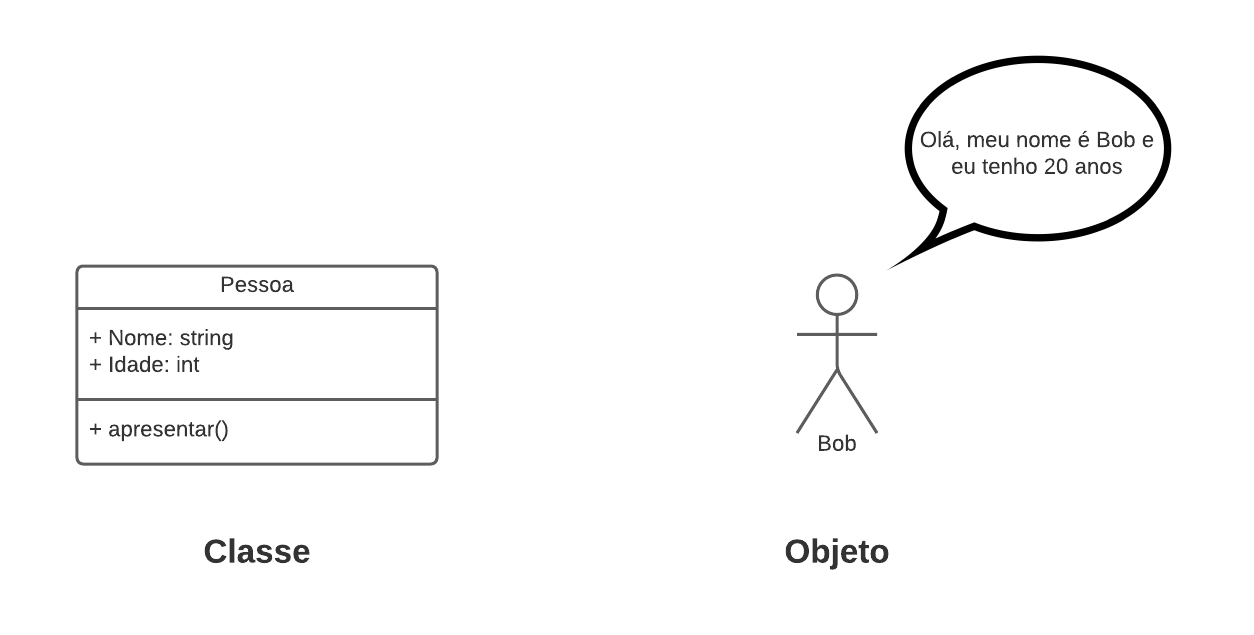 Olá, meu nome é Bob e
eu tenho 20 anos
Pessoa
+ Nome: string
+ Idade: int
+ apresentar()
Bob
Classe
Objeto